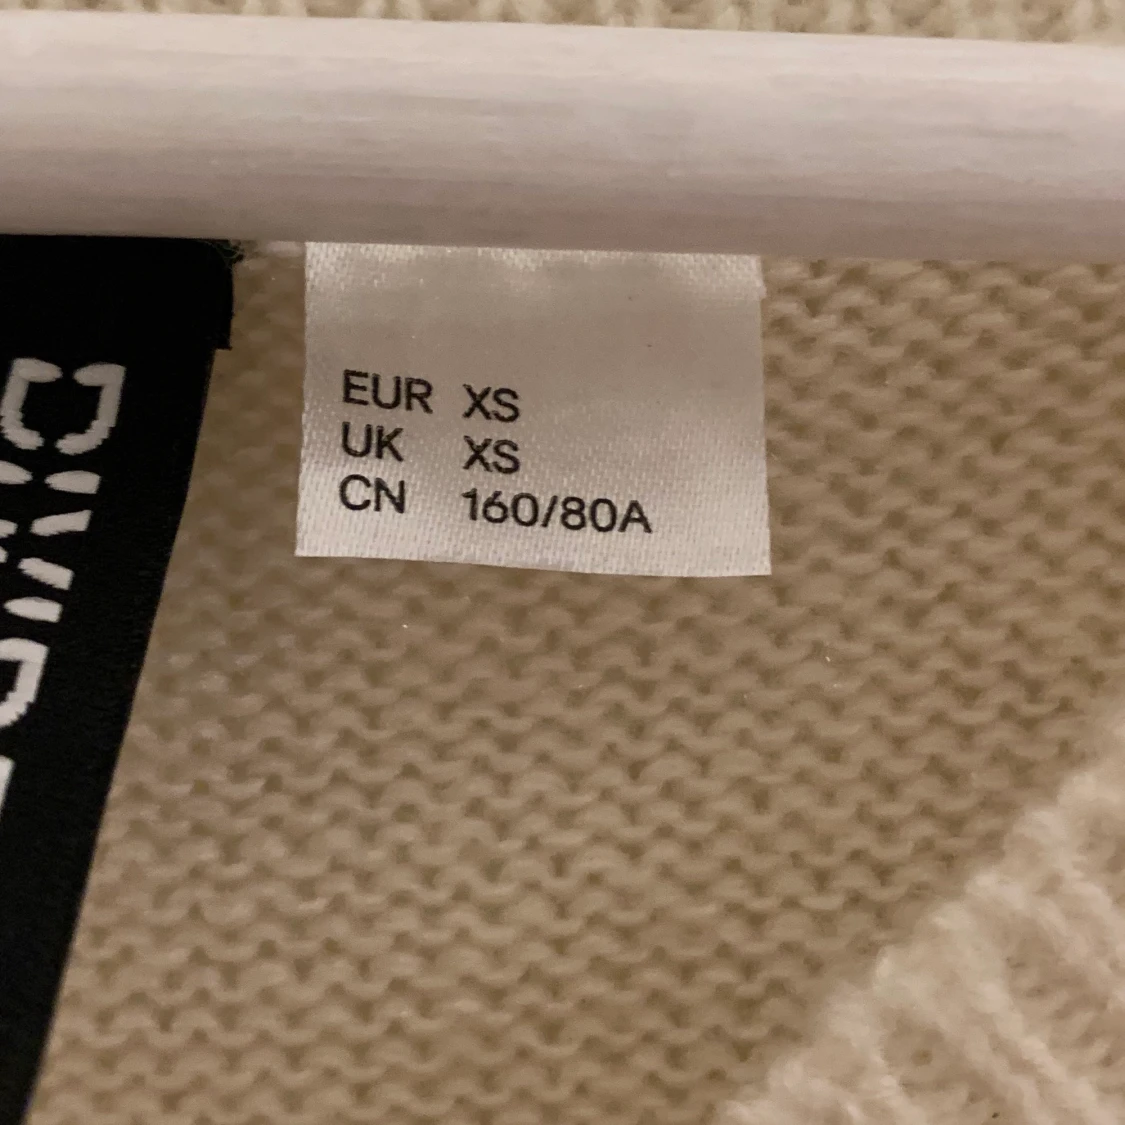 EUR XS
UK XS
CN 160/80A